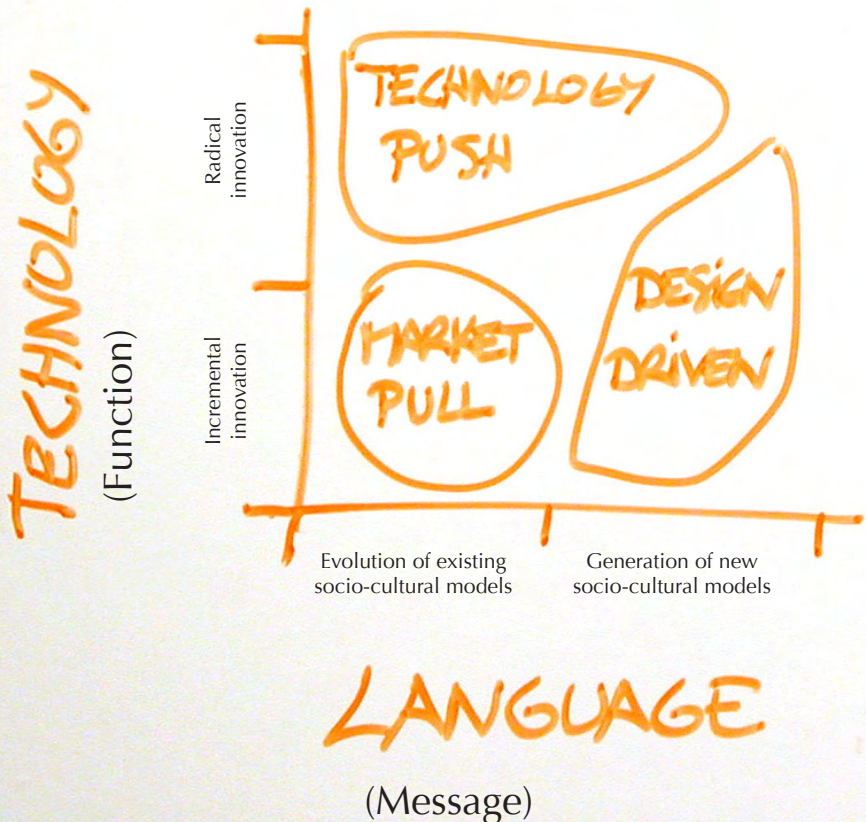 TECHNOLOGY
(Function)
Radical
innovation
Incremental
innovation
TECHNOLOGY
PUSH
MARKET
PULL
DESiGN
DRiVEN
Evolution of existing
socio-cultural models
Generation of new
socio-cultural models
LANGUAGE
(Message)